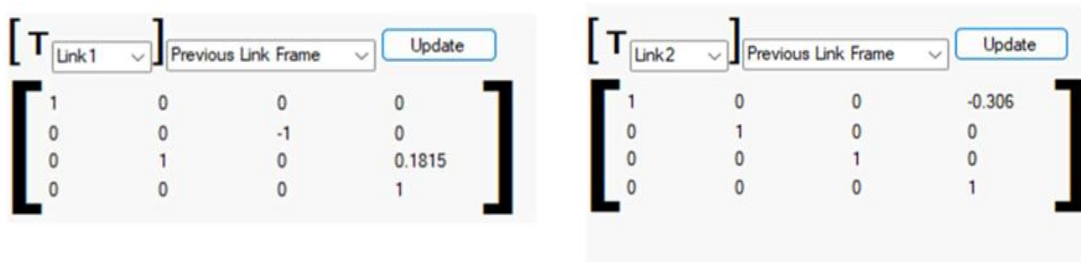 [T Link1] Previous Link Frame Update
1 0 0 0
0 0 -1 0
0 1 0 0.1815
0 0 0 1
[T Link2] Previous Link Frame Update
1 0 0 -0.306
0 1 0 0
0 0 1 0
0 0 0 1